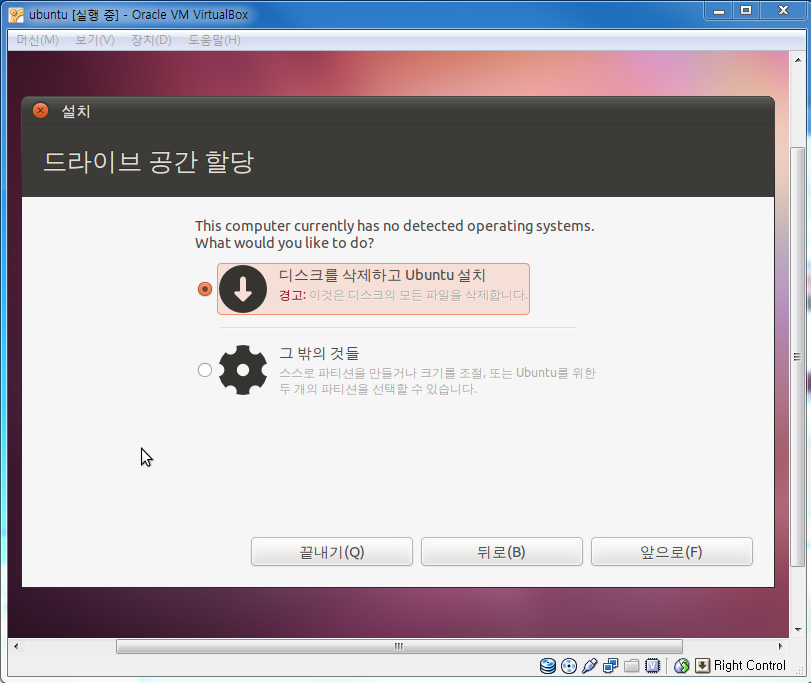 ubuntu [실행 중] - Oracle VM VirtualBox
머신(M) 보기(V) 장치(D) 도움말(H)
설치
드라이브 공간 할당
This computer currently has no detected operating systems.
What would you like to do?
디스크를 삭제하고 Ubuntu 설치
경고: 이것은 디스크의 모든 파일을 삭제합니다.
그 밖의 것들
스스로 파티션을 만들거나 크기를 조절, 또는 Ubuntu를 위한
두 개의 파티션을 선택할 수 있습니다.
끝내기(Q) 뒤로(B) 앞으로(F)
Right Control